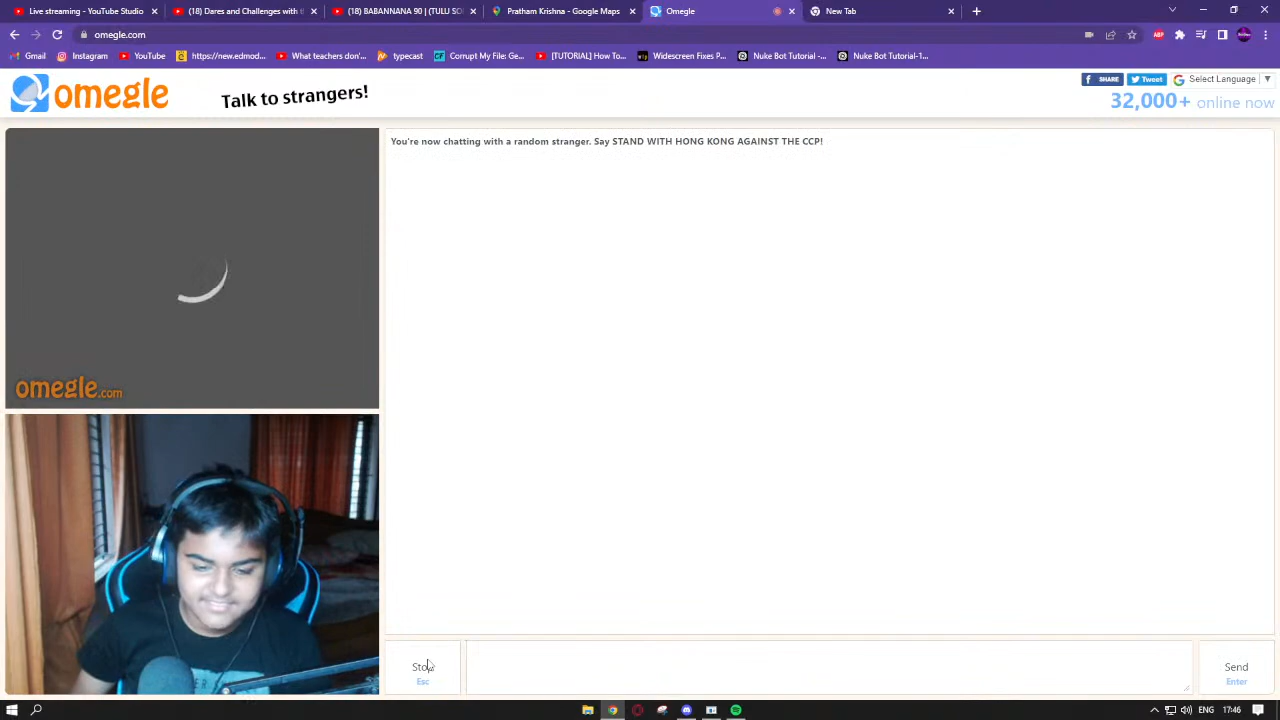 Live streaming - YouTube Studio
(18) Dares and Challenges with t
(18) BABANNANA 90 | (TULU SO
Pratham Krishna - Google Maps
Omegle
New Tab
omegle.com
Gmail
Instagram
YouTube
https://new.edmod...
What teachers don'...
typecast
Corrupt My File: Ge...
[TUTORIAL] How To...
Widescreen Fixes P...
Nuke Bot Tutorial -...
Nuke Bot Tutorial-1...
omegle
Talk to strangers!
SHARE
Tweet
Select Language
32,000+ online now
You're now chatting with a random stranger. Say STAND WITH HONG KONG AGAINST THE CCP!
omegle.com
Stop
Esc
Send
Enter
ENG
17:46